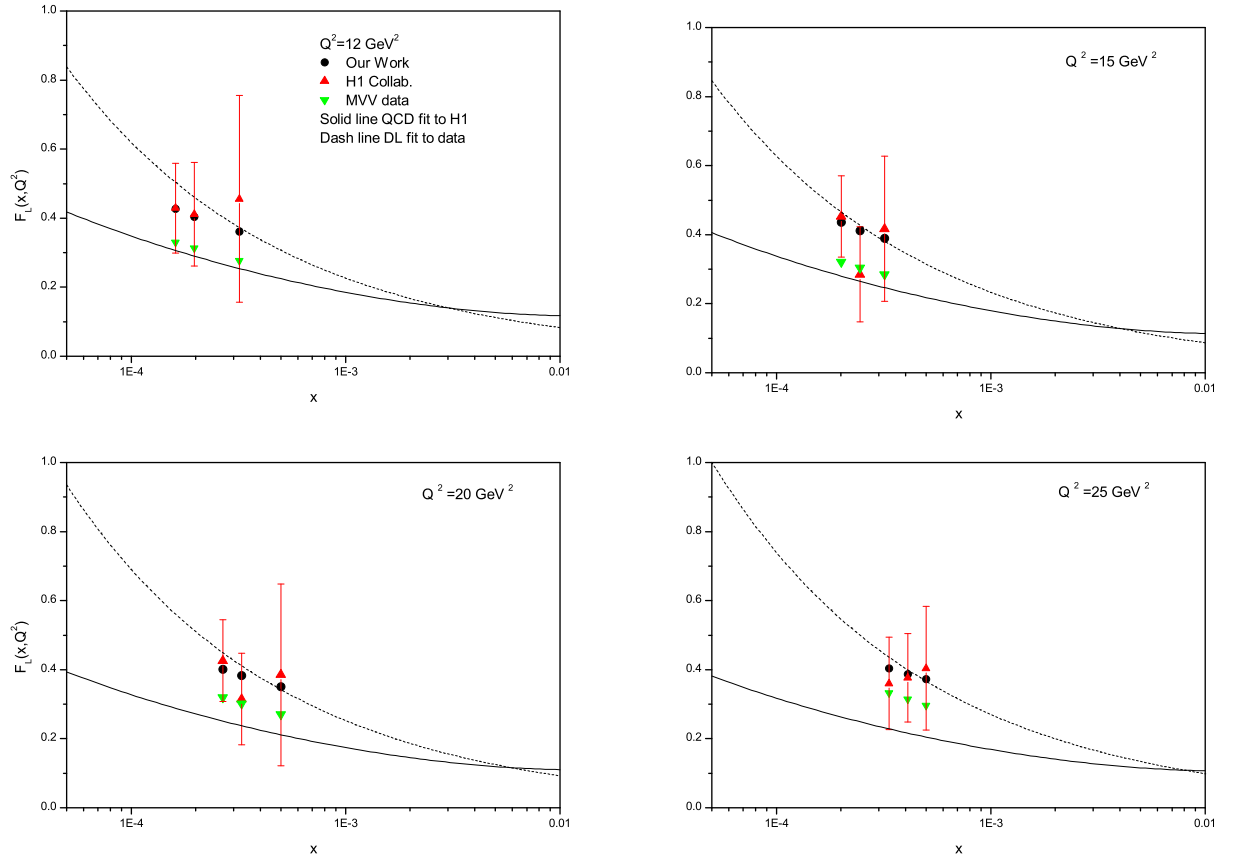 1.0
0.8
0.6
0.4
0.2
0.0
F_L(x,Q²)
Q²=12 GeV²
Our Work
H1 Collab.
MVV data
Solid line QCD fit to H1
Dash line DL fit to data
1E-4 1E-3 0.01
x
1.0
0.8
0.6
0.4
0.2
0.0
Q ² =15 GeV ²
1E-4 1E-3 0.01
x
1.0
0.8
0.6
0.4
0.2
0.0
F_L(x,Q²)
Q ² =20 GeV ²
1E-4 1E-3 0.01
x
1.0
0.8
0.6
0.4
0.2
0.0
Q ² =25 GeV ²
1E-4 1E-3 0.01
x